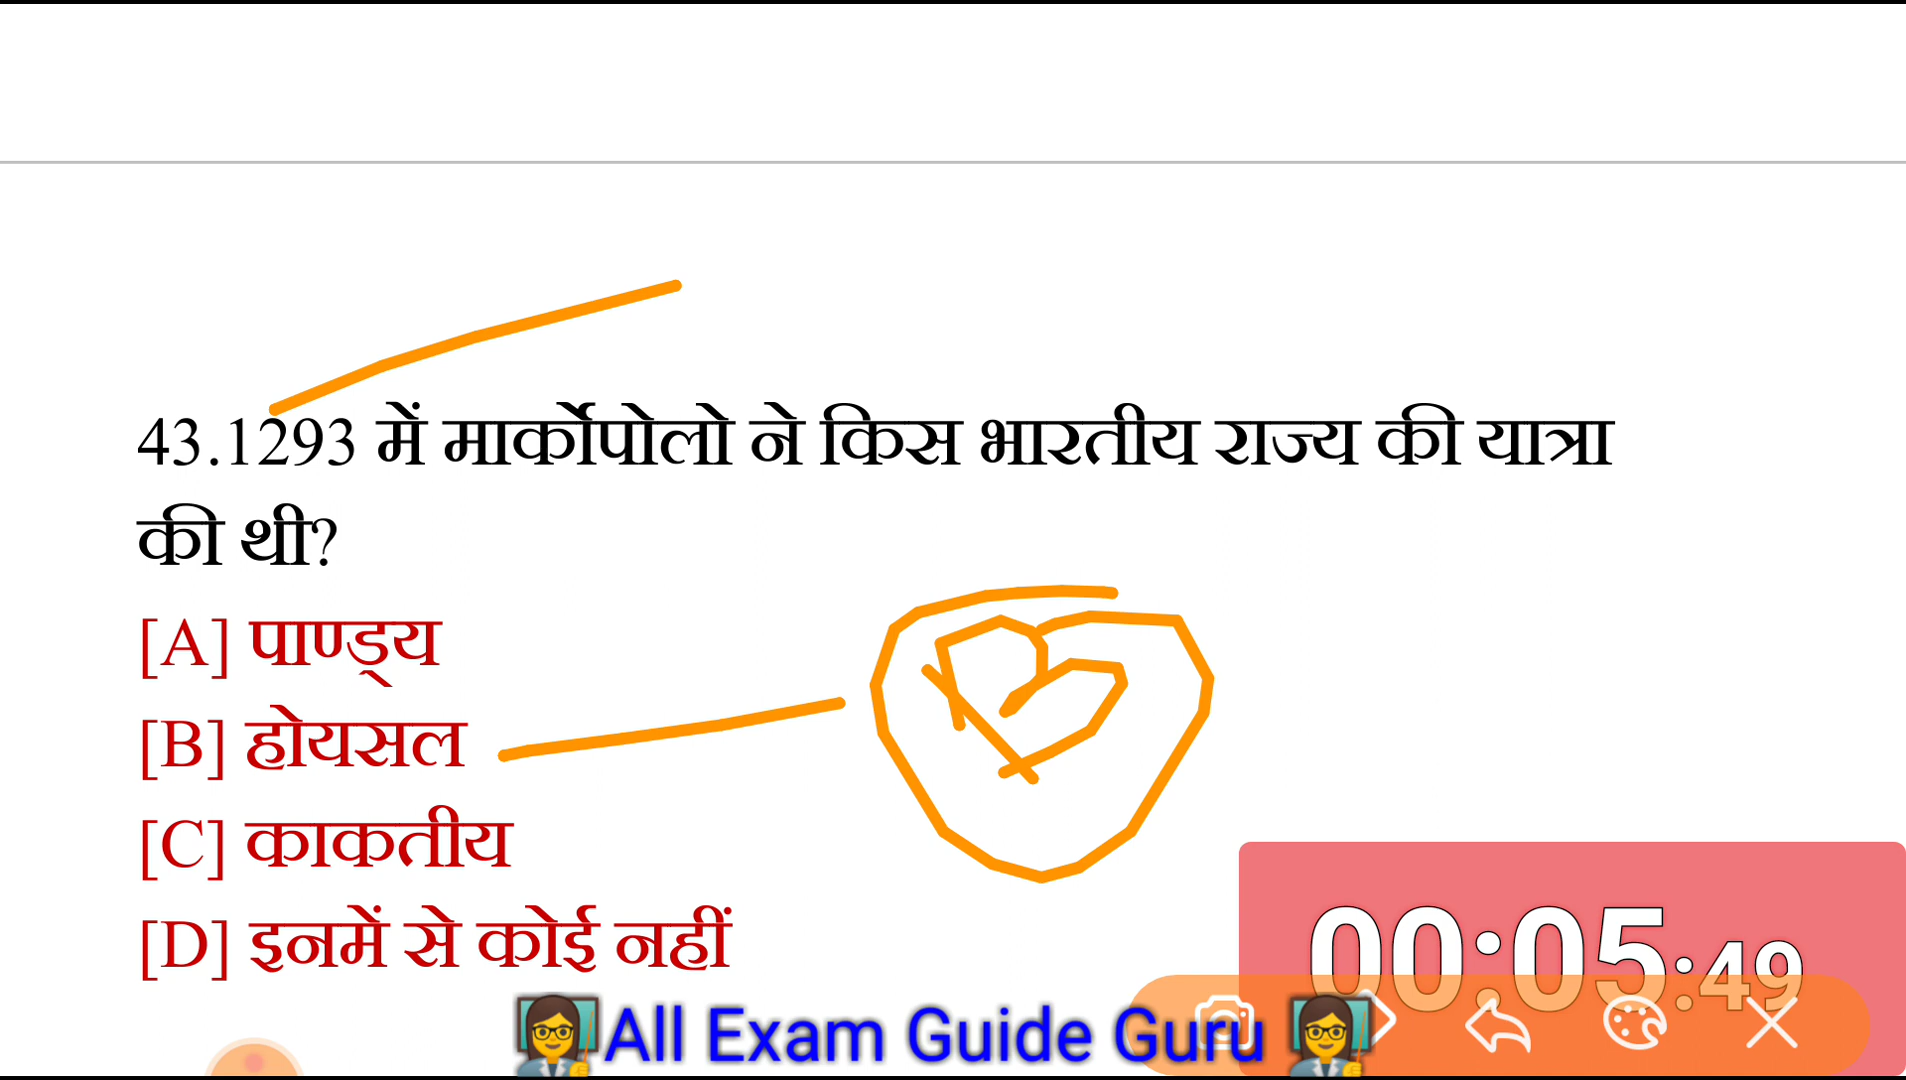 43.1293 में मार्कोपोलो ने किस भारतीय राज्य की यात्रा
की थी?
[A] पाण्ड्य
[B] होयसल
[C] काकतीय
[D] इनमें से कोई नहीं
B
00:05:49
All Exam Guide Guru